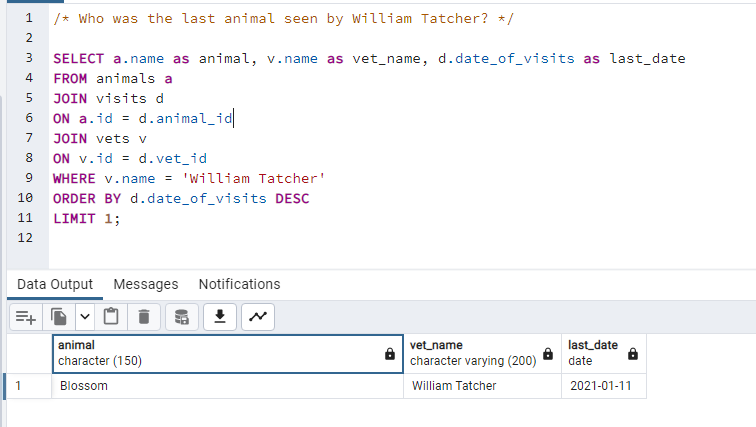 1 /* Who was the last animal seen by William Tatcher? */
2
3 SELECT a.name as animal, v.name as vet_name, d.date_of_visits as last_date
4 FROM animals a
5 JOIN visits d
6 ON a.id = d.animal_id
7 JOIN vets v
8 ON v.id = d.vet_id
9 WHERE v.name = 'William Tatcher'
10 ORDER BY d.date_of_visits DESC
11 LIMIT 1;
12
Data Output Messages Notifications
animal vet_name last_date
character (150) character varying (200) date
1 Blossom William Tatcher 2021-01-11